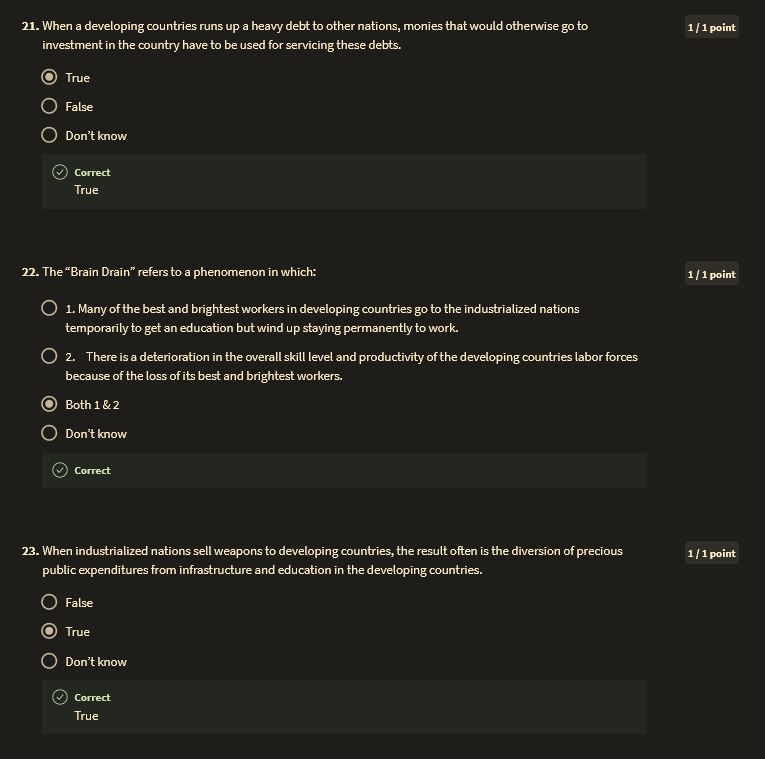 21. When a developing countries runs up a heavy debt to other nations, monies that would otherwise go to
1 / 1 point
investment in the country have to be used for servicing these debts.
True
False
Don't know
Correct
True
22. The “Brain Drain” refers to a phenomenon in which:
1 / 1 point
1. Many of the best and brightest workers in developing countries go to the industrialized nations
temporarily to get an education but wind up staying permanently to work.
2. There is a deterioration in the overall skill level and productivity of the developing countries labor forces
because of the loss of its best and brightest workers.
Both 1 & 2
Don't know
Correct
23. When industrialized nations sell weapons to developing countries, the result often is the diversion of precious
1 / 1 point
public expenditures from infrastructure and education in the developing countries.
False
True
Don't know
Correct
True